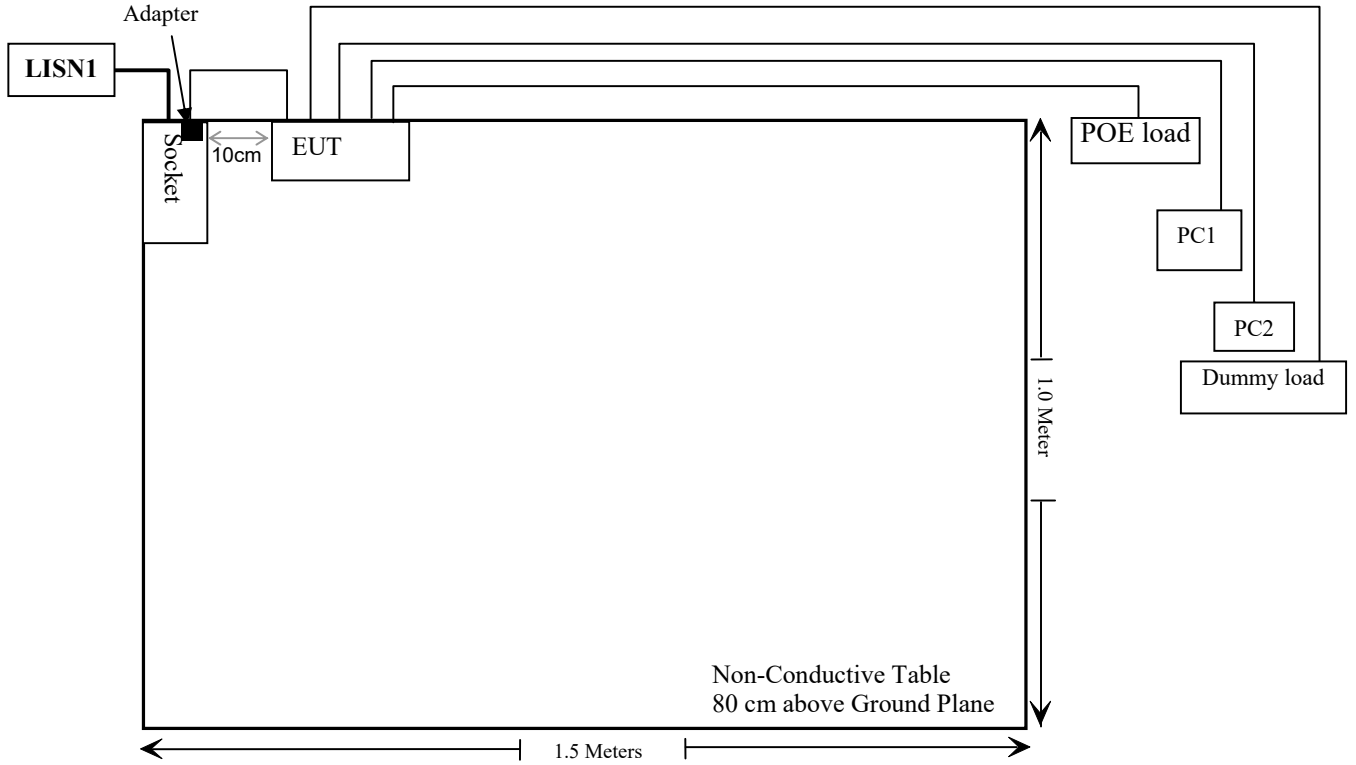 Adapter
LISN1
Socket
10cm
EUT
POE load
PC1
PC2
Dummy load
1.0 Meter
Non-Conductive Table
80 cm above Ground Plane
1.5 Meters